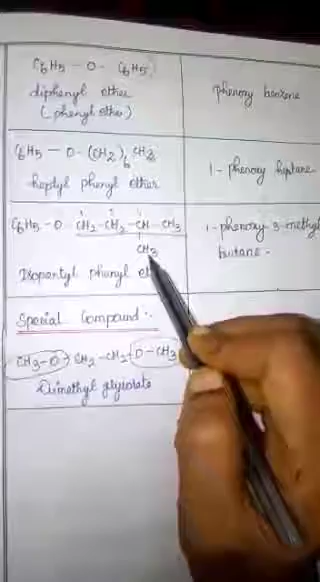 C6H5 - O - C6H5
phenoxy benzene
diphenyl ether
(phenyl ether)
C6H5 - O - (CH2)6 CH3
1-phenoxy heptane
heptyl phenyl ether
C6H5 - O CH2 - CH2 - CH - CH3
CH3
1-phenoxy-3-methyl
butane -
Isopentyl phenyl
Special Compound:-
CH3-O-CH2-CH2-O-CH3
Dimethyl